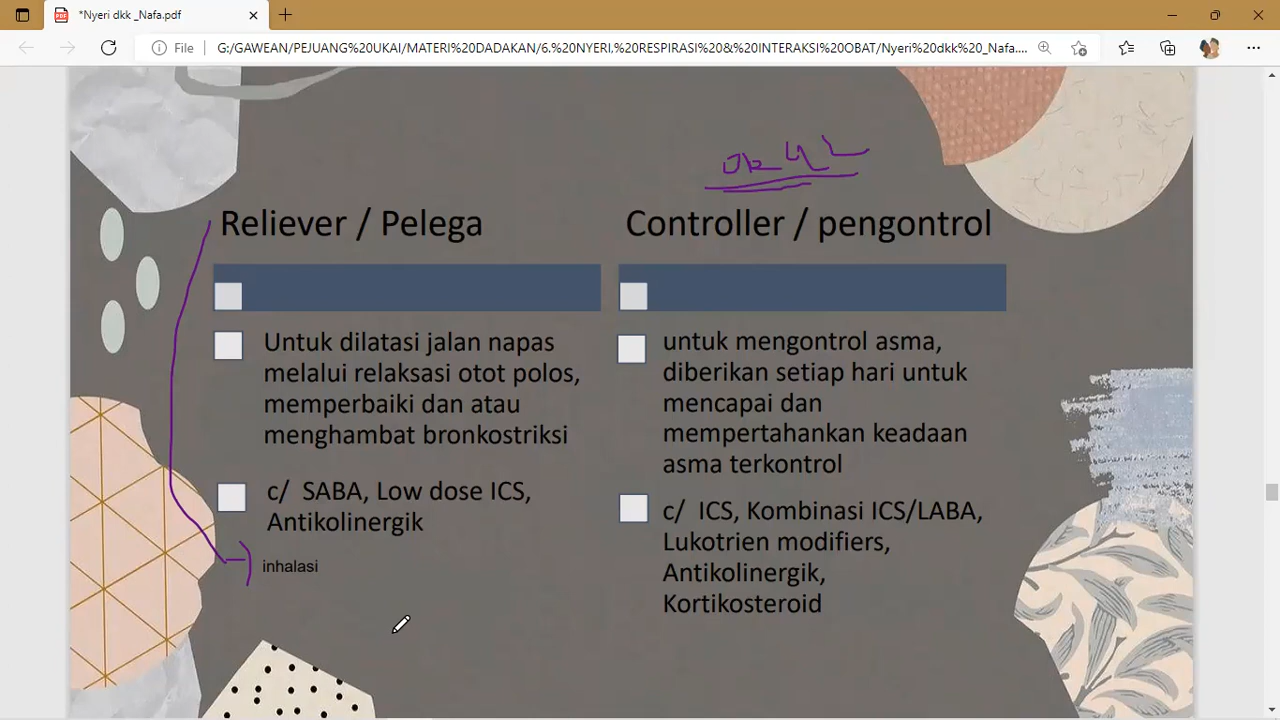 *Nyeri dkk _Nafa.pdf
File
G:/GAWEAN/PEJUANG%20UKAI/MATERI%20DADAKAN/6.%20NYERI,%20RESPIRASI%20&%20INTERAKSI%20OBAT/Nyeri%20dkk%20_Nafa....
Reliever / Pelega
Untuk dilatasi jalan napas
melalui relaksasi otot polos,
memperbaiki dan atau
menghambat bronkostriksi
c/ SABA, Low dose ICS,
Antikolinergik
inhalasi
Controller / pengontrol
untuk mengontrol asma,
diberikan setiap hari untuk
mencapai dan
mempertahankan keadaan
asma terkontrol
c/ ICS, Kombinasi ICS/LABA,
Lukotrien modifiers,
Antikolinergik,
Kortikosteroid